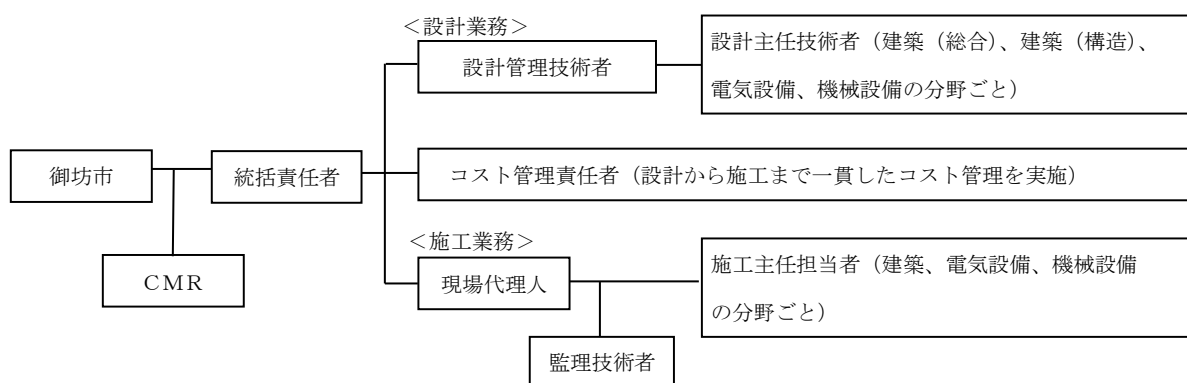 ＜設計業務＞
設計管理技術者
設計主任技術者（建築（総合）、建築（構造）、
電気設備、機械設備の分野ごと）
御坊市
統括責任者
コスト管理責任者（設計から施工まで一貫したコスト管理を実施）
ＣＭＲ
＜施工業務＞
現場代理人
施工主任担当者（建築、電気設備、機械設備
の分野ごと）
監理技術者